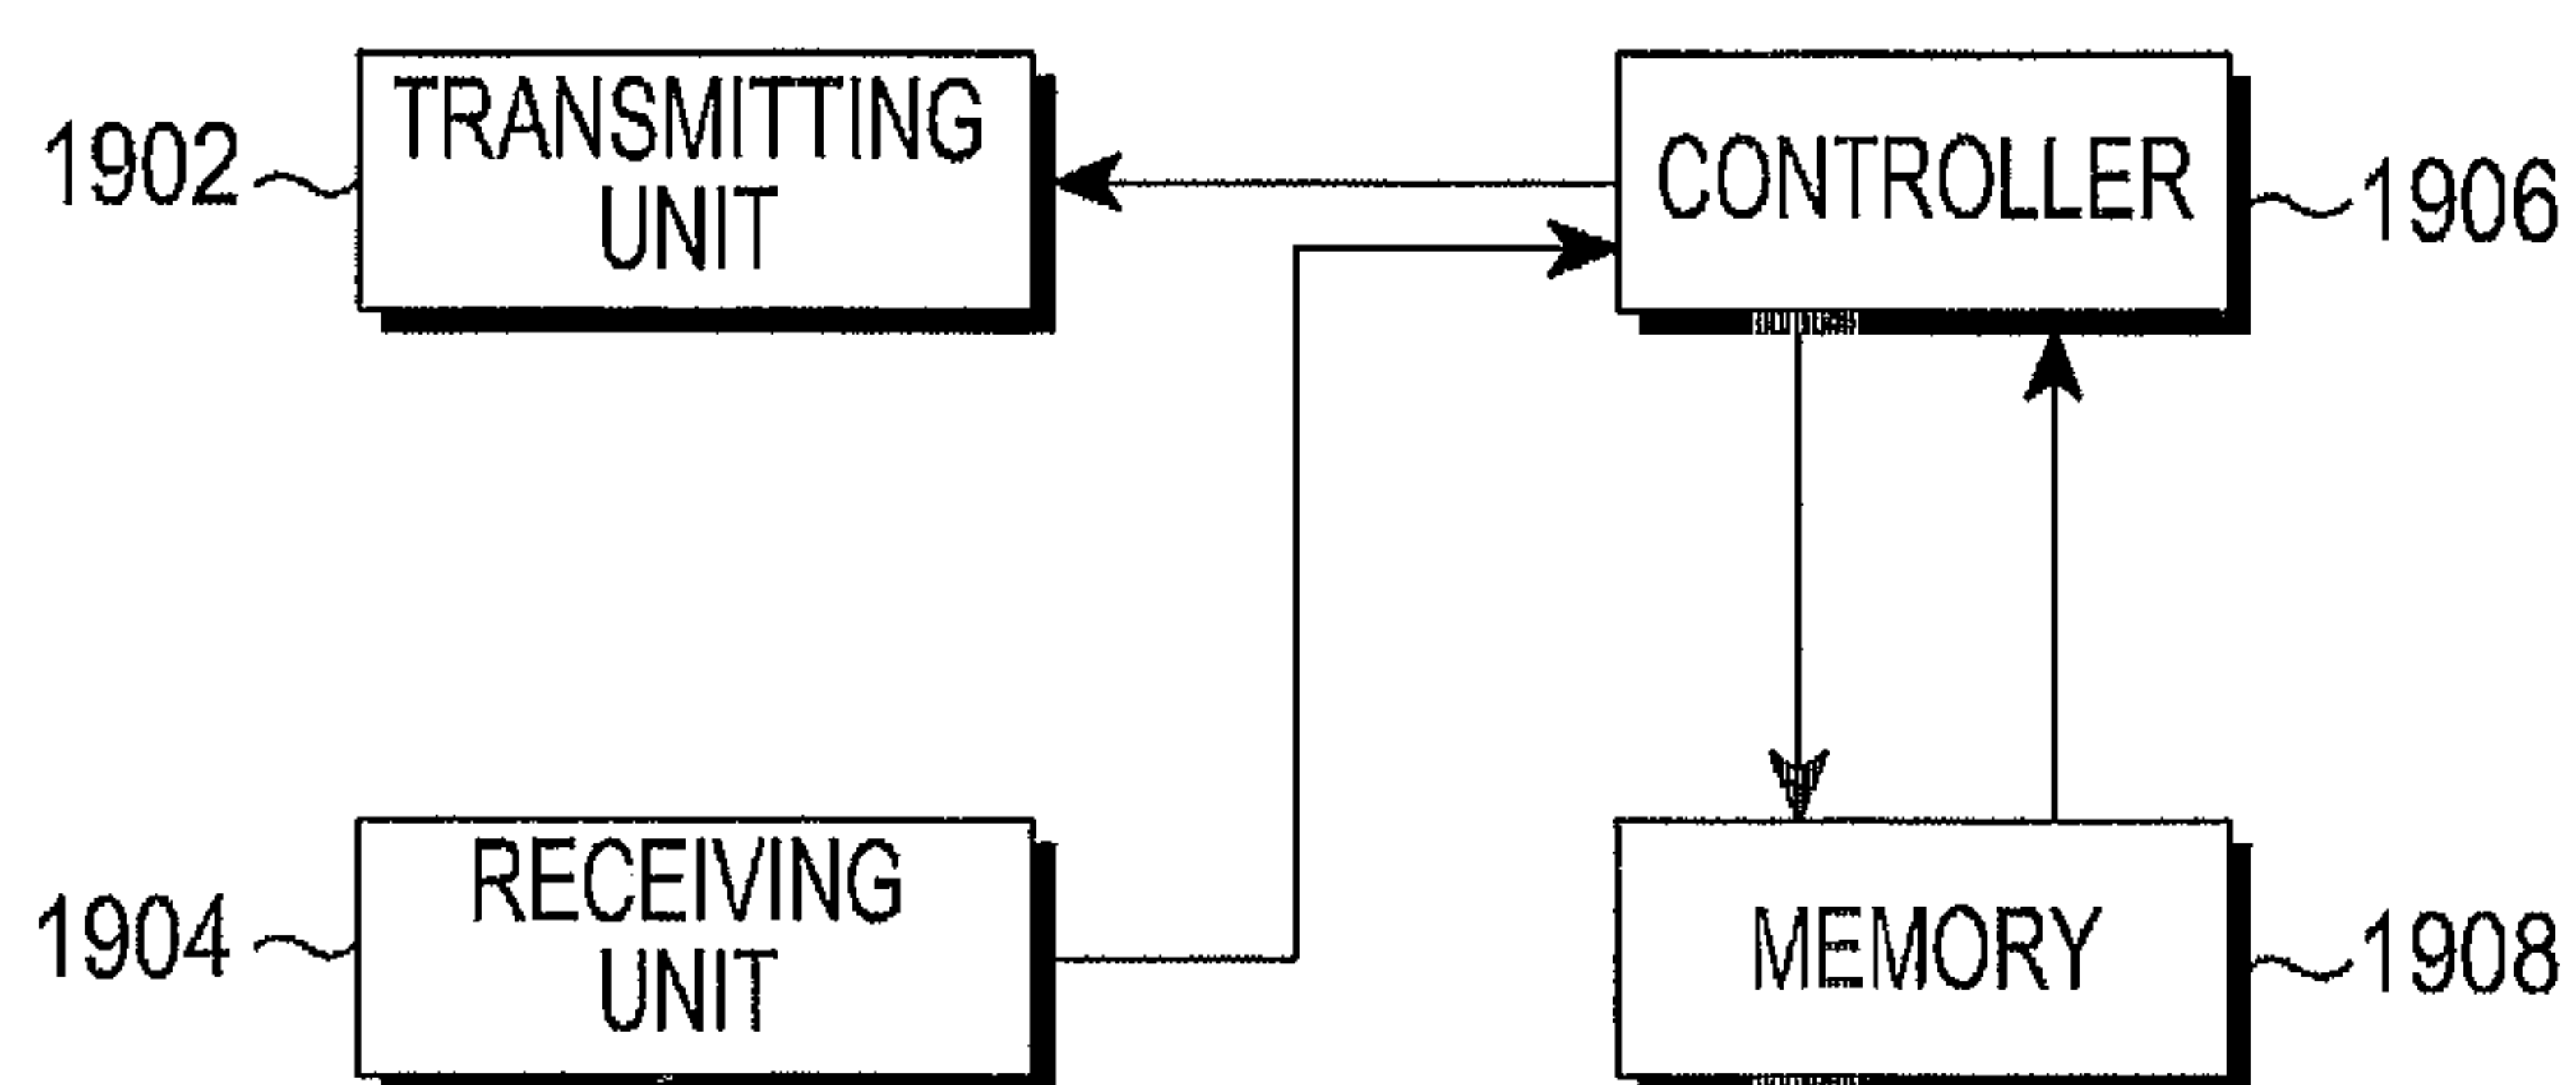 1902
TRANSMITTING
UNIT
CONTROLLER
1906
1904
RECEIVING
UNIT
MEMORY
1908